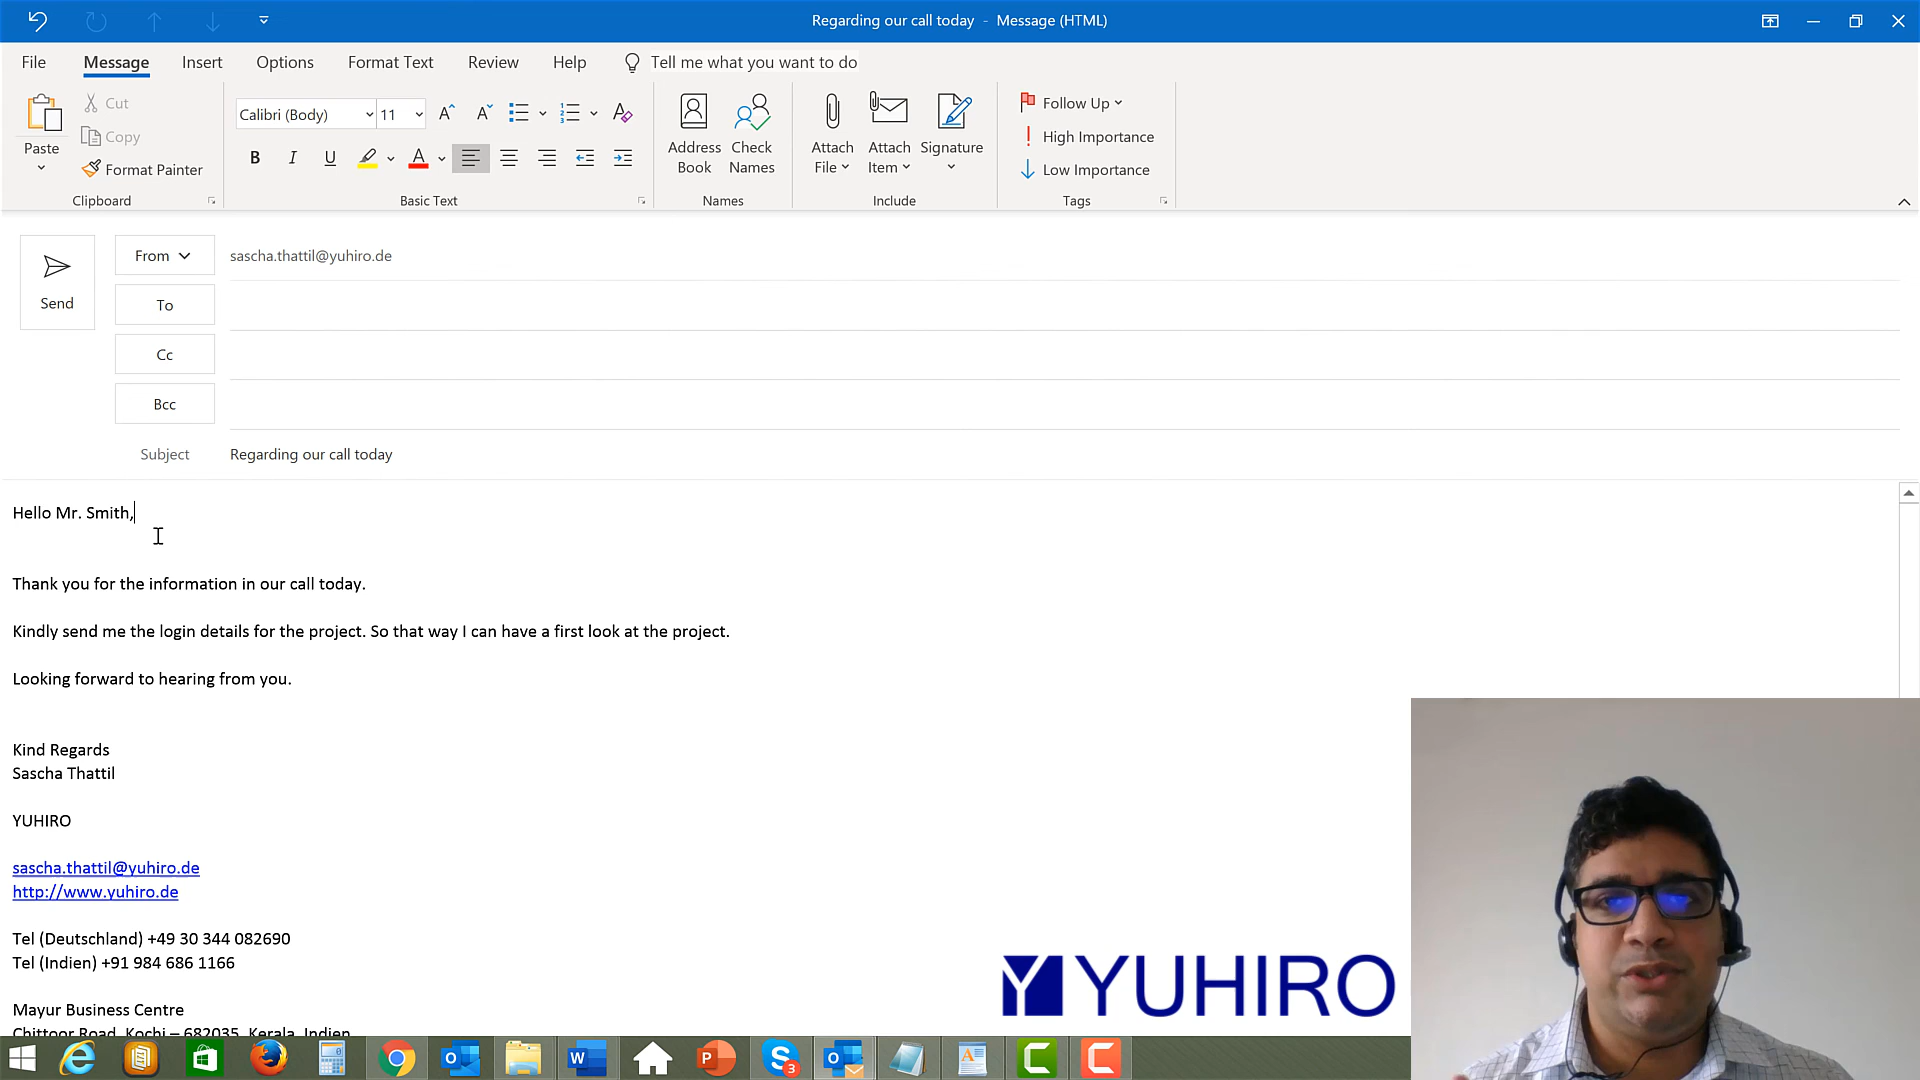 Regarding our call today - Message (HTML)
File Message Insert Options Format Text Review Help Tell me what you want to do
Paste
Cut
Copy
Format Painter
Clipboard
Calibri (Body) 11
Basic Text
Address Book
Check Names
Names
Attach File
Attach Item
Signature
Include
Follow Up
High Importance
Low Importance
Tags
Send
From sascha.thattil@yuhiro.de
To
Cc
Bcc
Subject Regarding our call today
Hello Mr. Smith,
Thank you for the information in our call today.
Kindly send me the login details for the project. So that way I can have a first look at the project.
Looking forward to hearing from you.
Kind Regards
Sascha Thattil
YUHIRO
sascha.thattil@yuhiro.de
http://www.yuhiro.de
Tel (Deutschland) +49 30 344 082690
Tel (Indien) +91 984 686 1166
Mayur Business Centre
Chittoor Road, Kochi – 682035, Kerala, Indien
YUHIRO